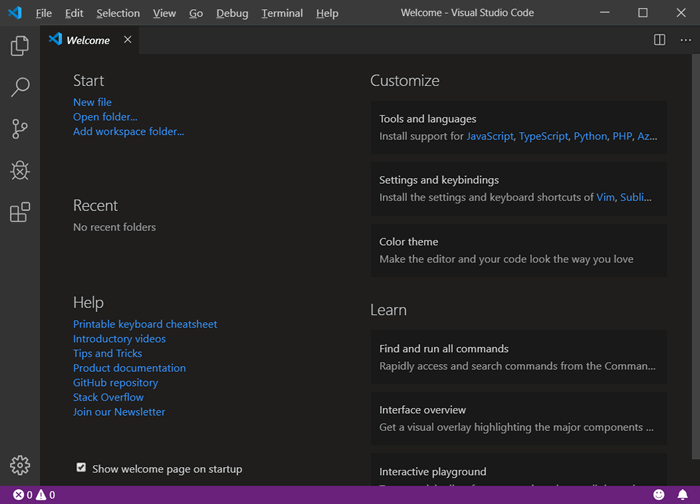 File Edit Selection View Go Debug Terminal Help Welcome - Visual Studio Code
Welcome
Start
New file
Open folder...
Add workspace folder...
Recent
No recent folders
Help
Printable keyboard cheatsheet
Introductory videos
Tips and Tricks
Product documentation
GitHub repository
Stack Overflow
Join our Newsletter
Show welcome page on startup
Customize
Tools and languages
Install support for JavaScript, TypeScript, Python, PHP, Az...
Settings and keybindings
Install the settings and keyboard shortcuts of Vim, Subli...
Color theme
Make the editor and your code look the way you love
Learn
Find and run all commands
Rapidly access and search commands from the Comman...
Interface overview
Get a visual overlay highlighting the major components ...
Interactive playground
0 0